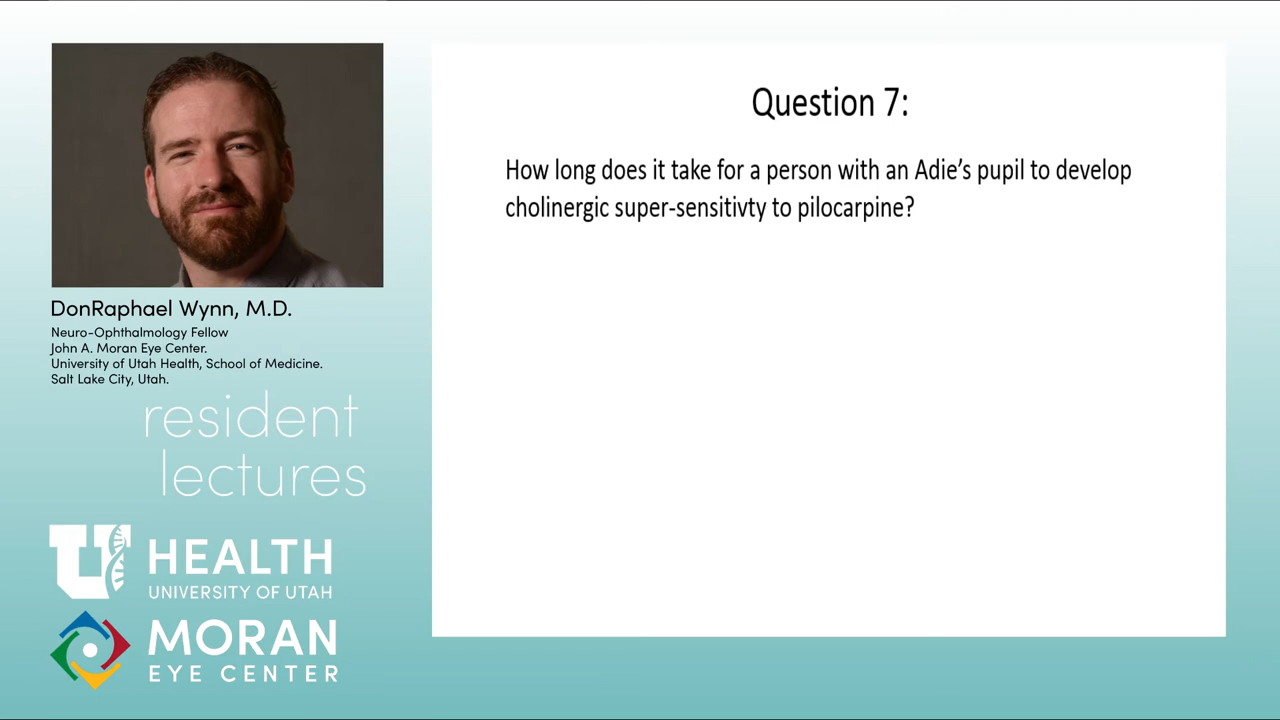 Question 7:
How long does it take for a person with an Adie’s pupil to develop
cholinergic super-sensitivty to pilocarpine?
DonRaphael Wynn, M.D.
Neuro-Ophthalmology Fellow
John A. Moran Eye Center.
University of Utah Health, School of Medicine.
Salt Lake City, Utah.
resident
lectures
U HEALTH
UNIVERSITY OF UTAH
MORAN
EYE CENTER